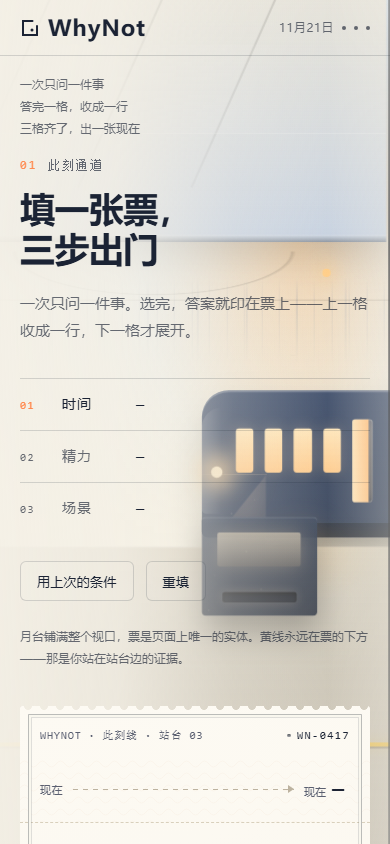 WhyNot
11月21日
一次只问一件事
答完一格，收成一行
三格齐了，出一张现在
01 此刻通道
填一张票，
三步出门
一次只问一件事。选完，答案就印在票上——上一格
收成一行，下一格才展开。
01 时间 —
02 精力 —
03 场景 —
用上次的条件 重填
月台铺满整个视口，票是页面上唯一的实体。黄线永远在票的下方
——那是你站在站台边的证据。
WHYNOT · 此刻线 · 站台 03
WN-0417
现在 现在 —